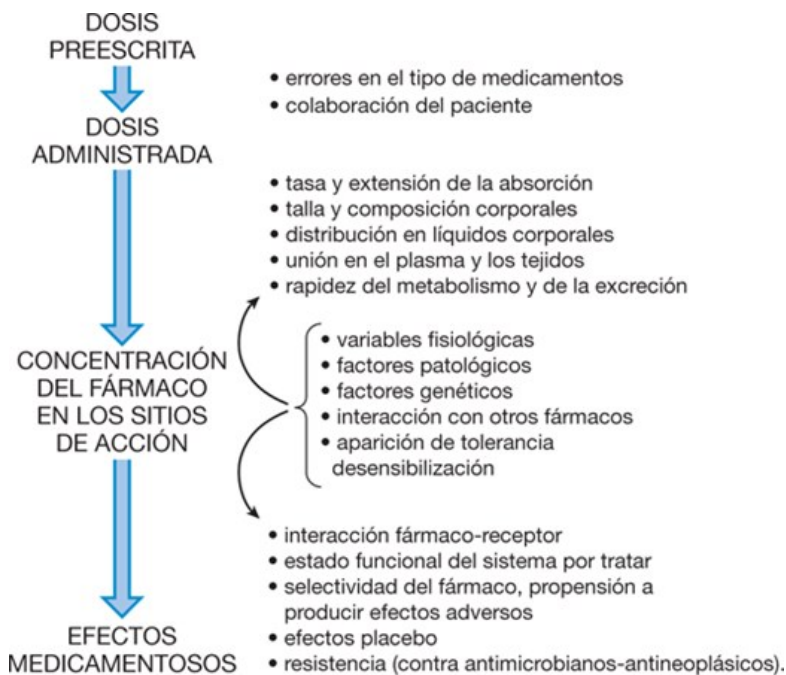 DOSIS
PREESCRITA
• errores en el tipo de medicamentos
• colaboración del paciente
DOSIS
ADMINISTRADA
• tasa y extensión de la absorción
• talla y composición corporales
• distribución en líquidos corporales
• unión en el plasma y los tejidos
• rapidez del metabolismo y de la excreción
CONCENTRACIÓN
DEL FÁRMACO
EN LOS SITIOS
DE ACCIÓN
• variables fisiológicas
• factores patológicos
• factores genéticos
• interacción con otros fármacos
• aparición de tolerancia
desensibilización
• interacción fármaco-receptor
• estado funcional del sistema por tratar
• selectividad del fármaco, propensión a
producir efectos adversos
• efectos placebo
• resistencia (contra antimicrobianos-antineoplásicos).
EFECTOS
MEDICAMENTOSOS